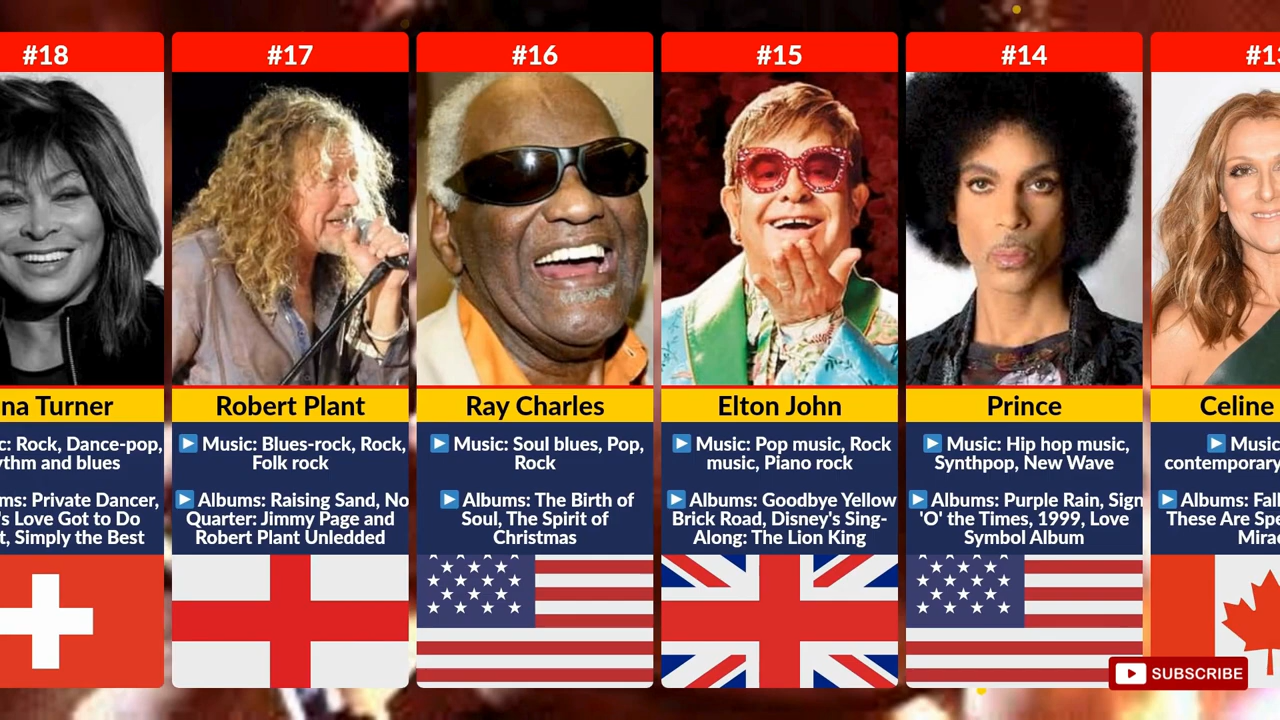 #18
na Turner
c: Rock, Dance-pop,
ythm and blues
ms: Private Dancer,
's Love Got to Do
t, Simply the Best
#17
Robert Plant
Music: Blues-rock, Rock,
Folk rock
Albums: Raising Sand, No
Quarter: Jimmy Page and
Robert Plant Unledded
#16
Ray Charles
Music: Soul blues, Pop,
Rock
Albums: The Birth of
Soul, The Spirit of
Christmas
#15
Elton John
Music: Pop music, Rock
music, Piano rock
Albums: Goodbye Yellow
Brick Road, Disney's Sing-
Along: The Lion King
#14
Prince
Music: Hip hop music,
Synthpop, New Wave
Albums: Purple Rain, Sign
'O' the Times, 1999, Love
Symbol Album
#13
Celine
Music
contemporary
Albums: Fal
These Are Spe
Mirac
SUBSCRIBE